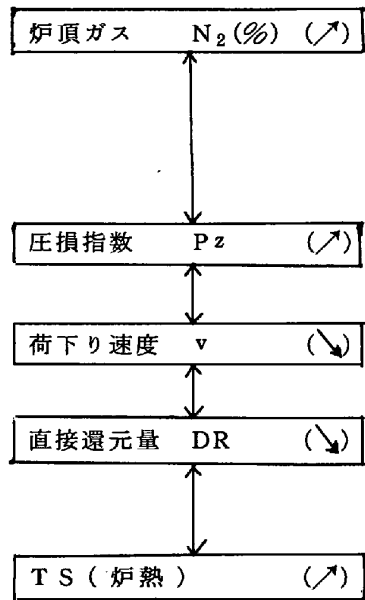 炉頂ガス N₂(%) (↗)
圧損指数 Pz (↗)
荷下り速度 v (↘)
直接還元量 DR (↘)
TS(炉熱) (↗)